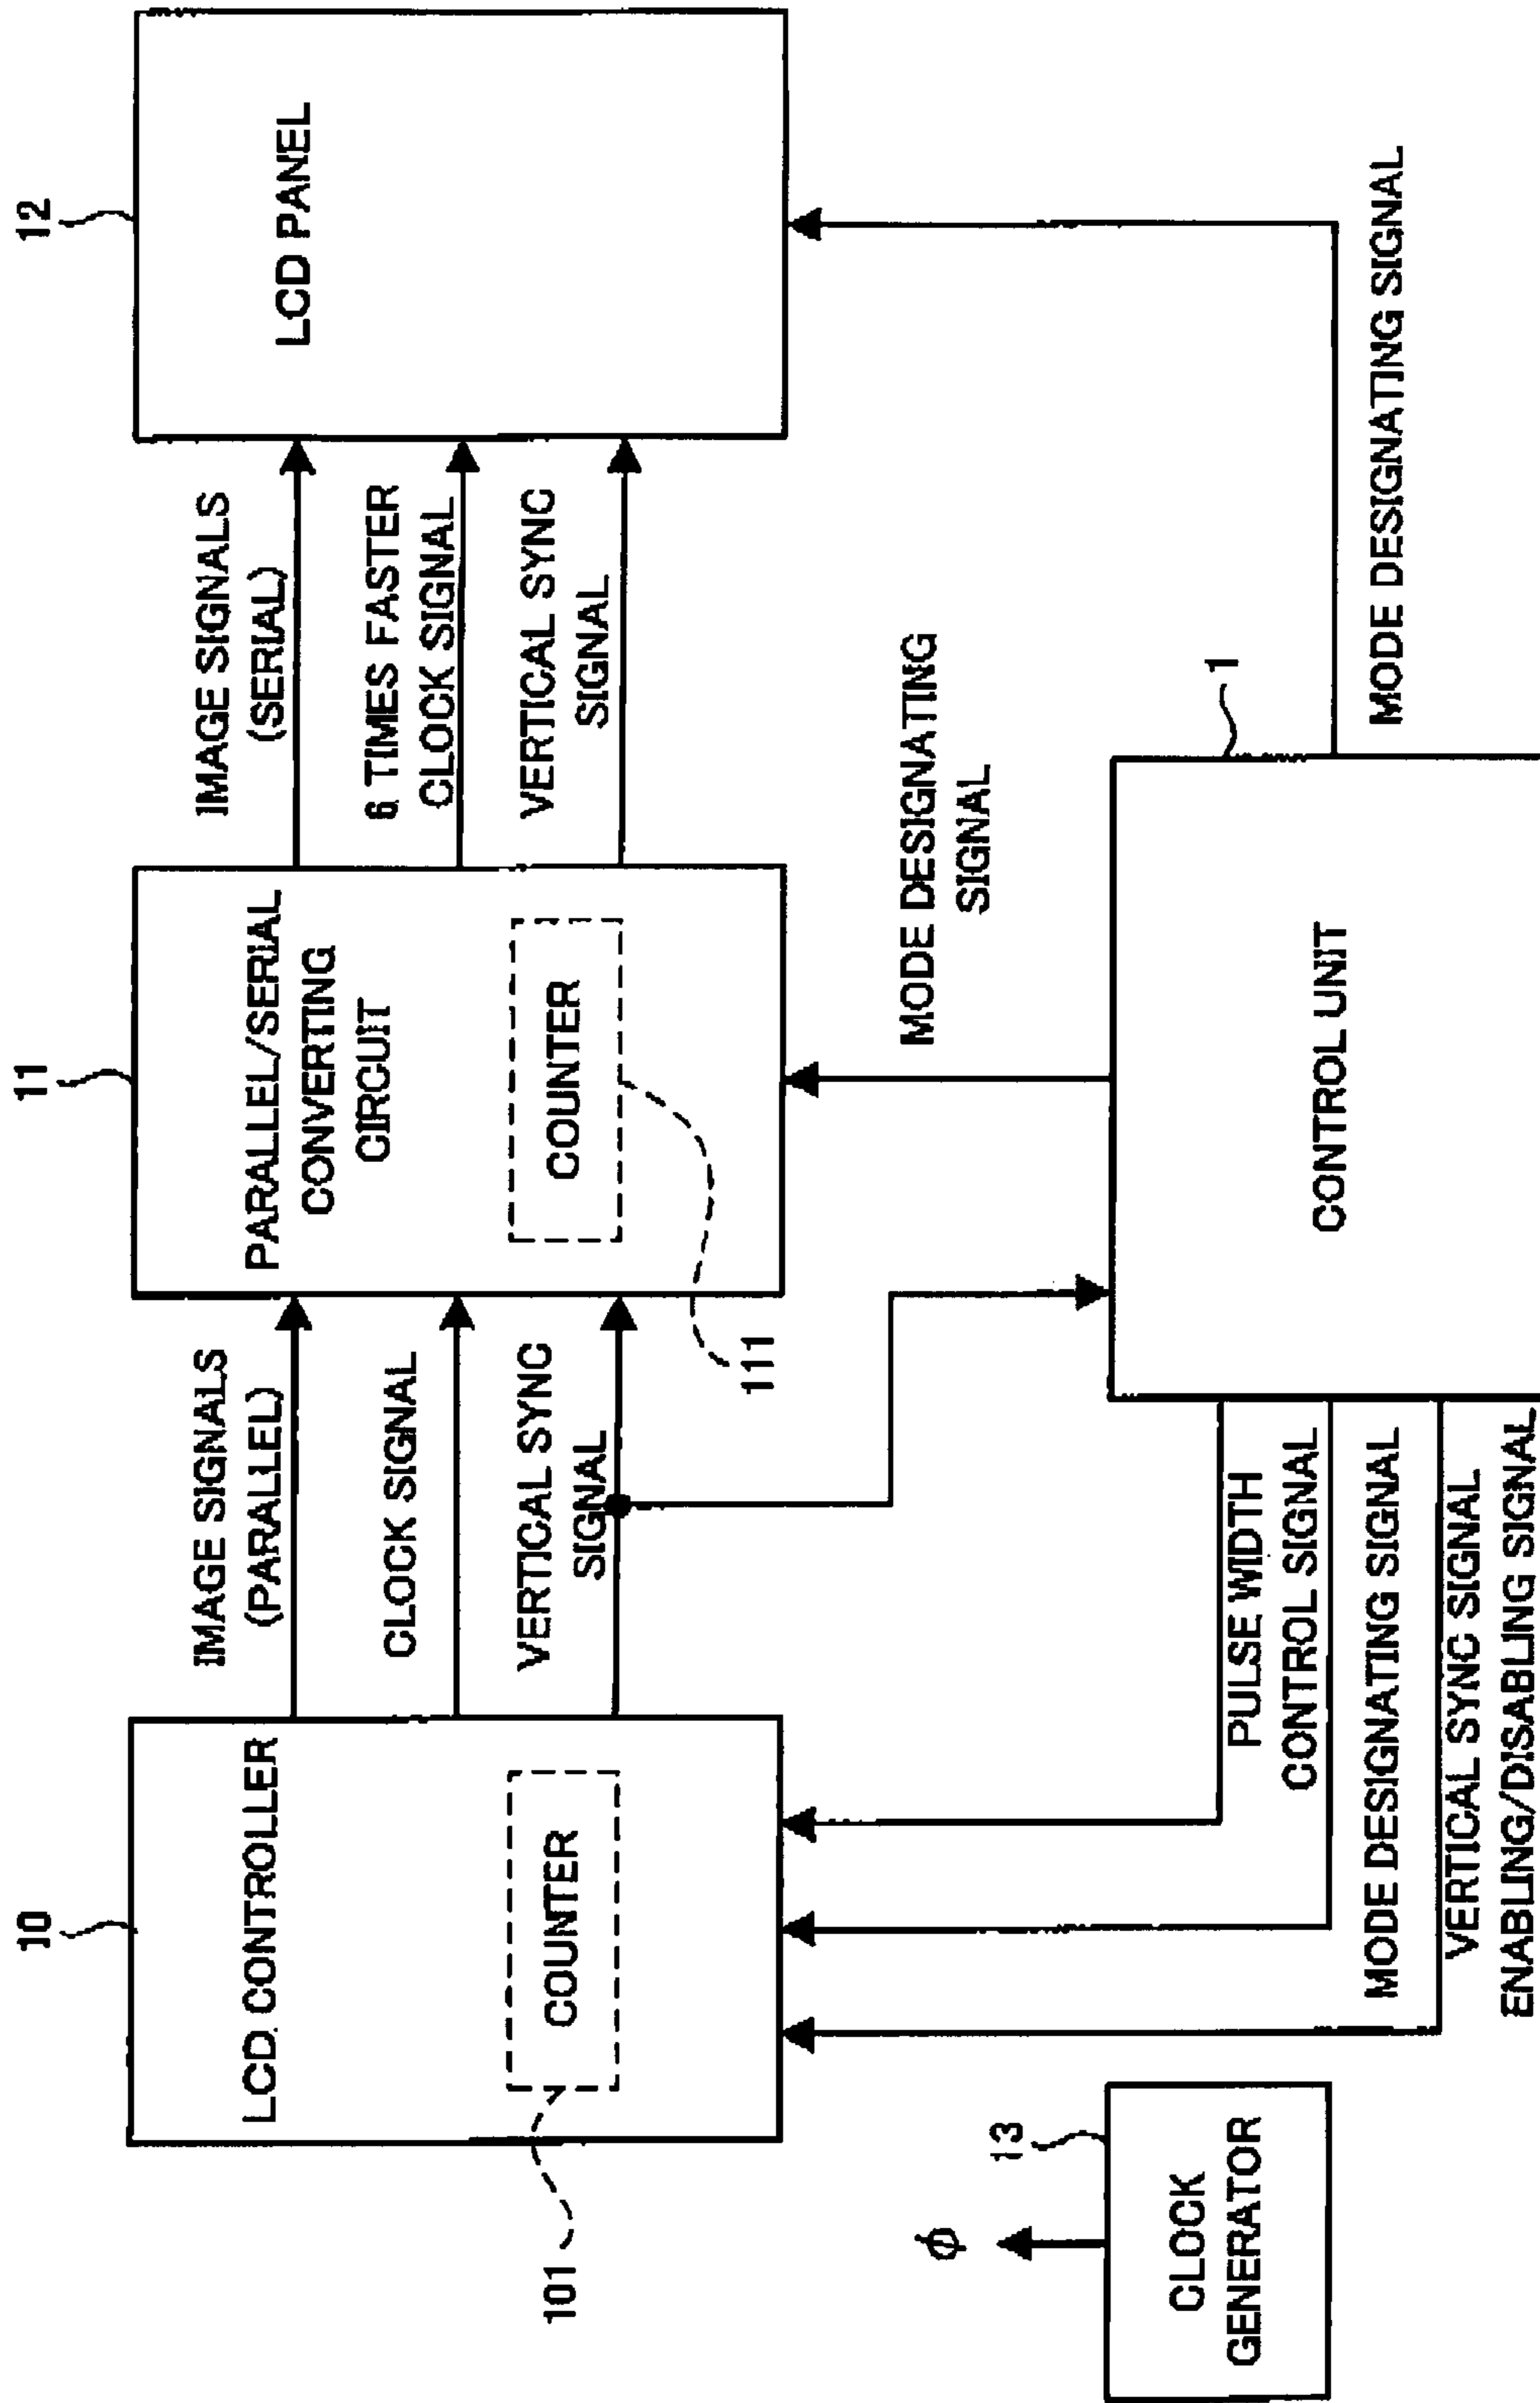 10
11
12
LCD CONTROLLER
COUNTER
101
IMAGE SIGNALS
(PARALLEL)
CLOCK SIGNAL
VERTICAL SYNC
SIGNAL
PARALLEL/SERIAL
CONVERTING
CIRCUIT
COUNTER
111
IMAGE SIGNALS
(SERIAL)
6 TIMES FASTER
CLOCK SIGNAL
VERTICAL SYNC
SIGNAL
LCD PANEL
MODE DESIGNATING
SIGNAL
Φ
13
CLOCK
GENERATOR
PULSE WIDTH
CONTROL SIGNAL
MODE DESIGNATING SIGNAL
VERTICAL SYNC SIGNAL
ENABLING/DISABLING SIGNAL
CONTROL UNIT
1
MODE DESIGNATING SIGNAL